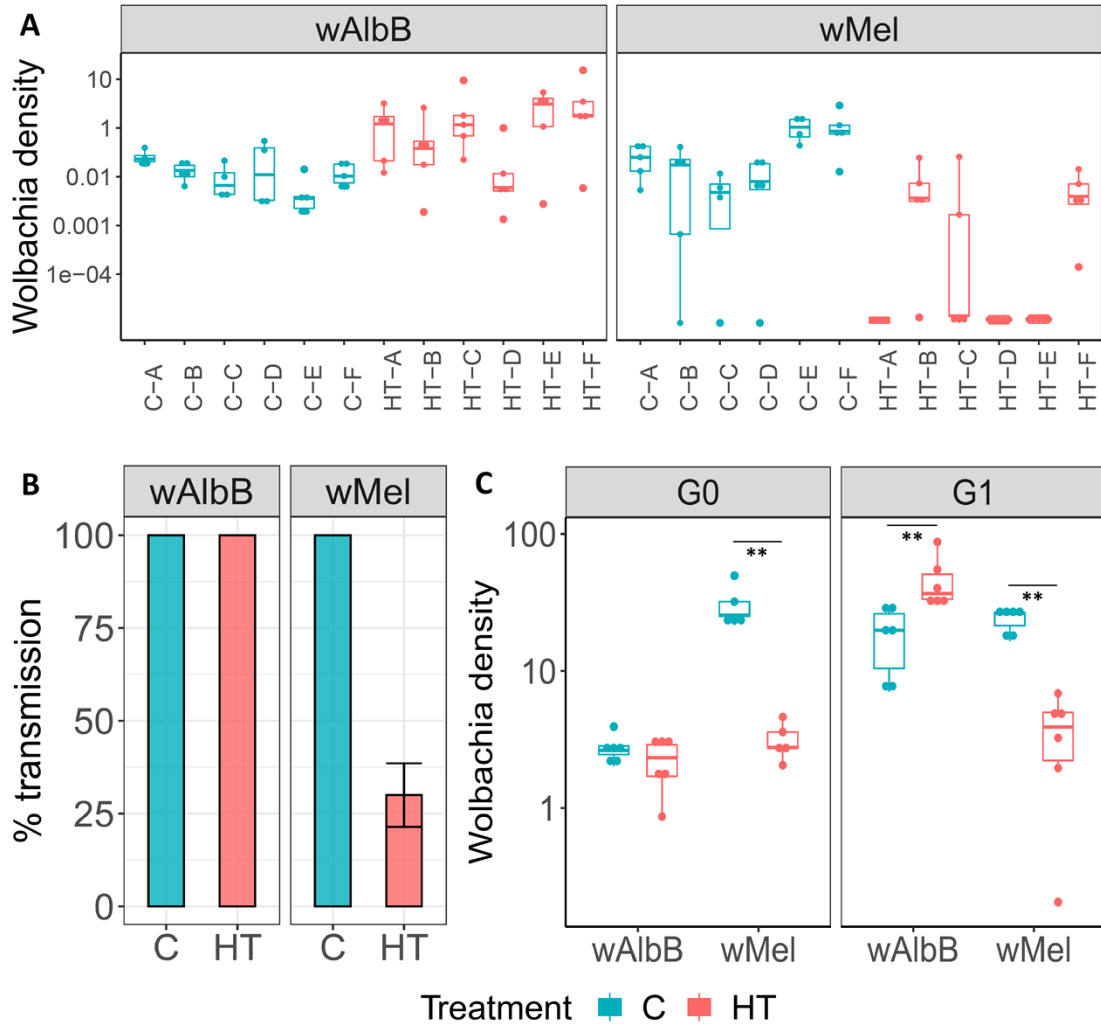 A
wAlbB
wMel
Wolbachia density
10
1
0.01
0.001
1e−04
C−A
C−B
C−C
C−D
C−E
C−F
HT−A
HT−B
HT−C
HT−D
HT−E
HT−F
C−A
C−B
C−C
C−D
C−E
C−F
HT−A
HT−B
HT−C
HT−D
HT−E
HT−F
B
wAlbB
wMel
% transmission
100
75
50
25
0
C
HT
C
HT
C
G0
G1
Wolbachia density
100
10
1
**
**
**
wAlbB
wMel
wAlbB
wMel
Treatment C HT